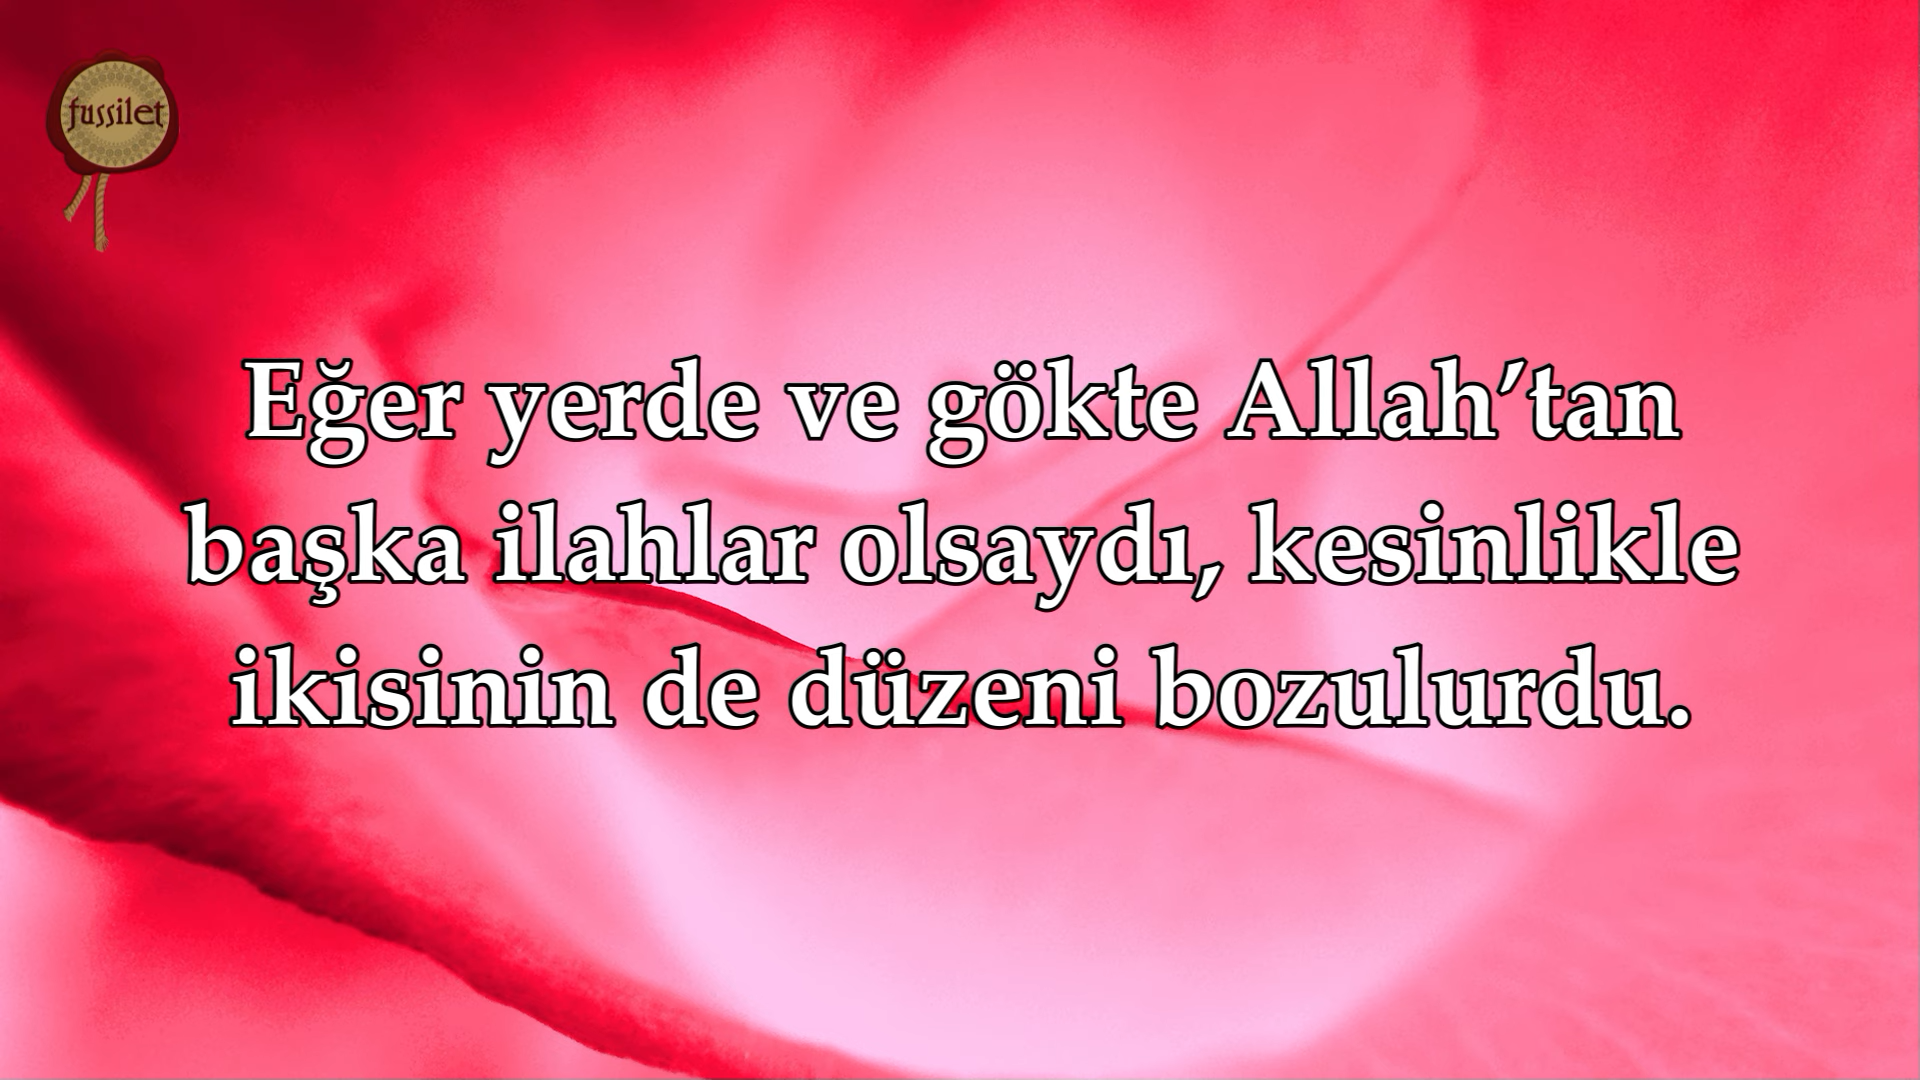 fussilet
Eğer yerde ve gökte Allah’tan
başka ilahlar olsaydı, kesinlikle
ikisinin de düzeni bozulurdu.